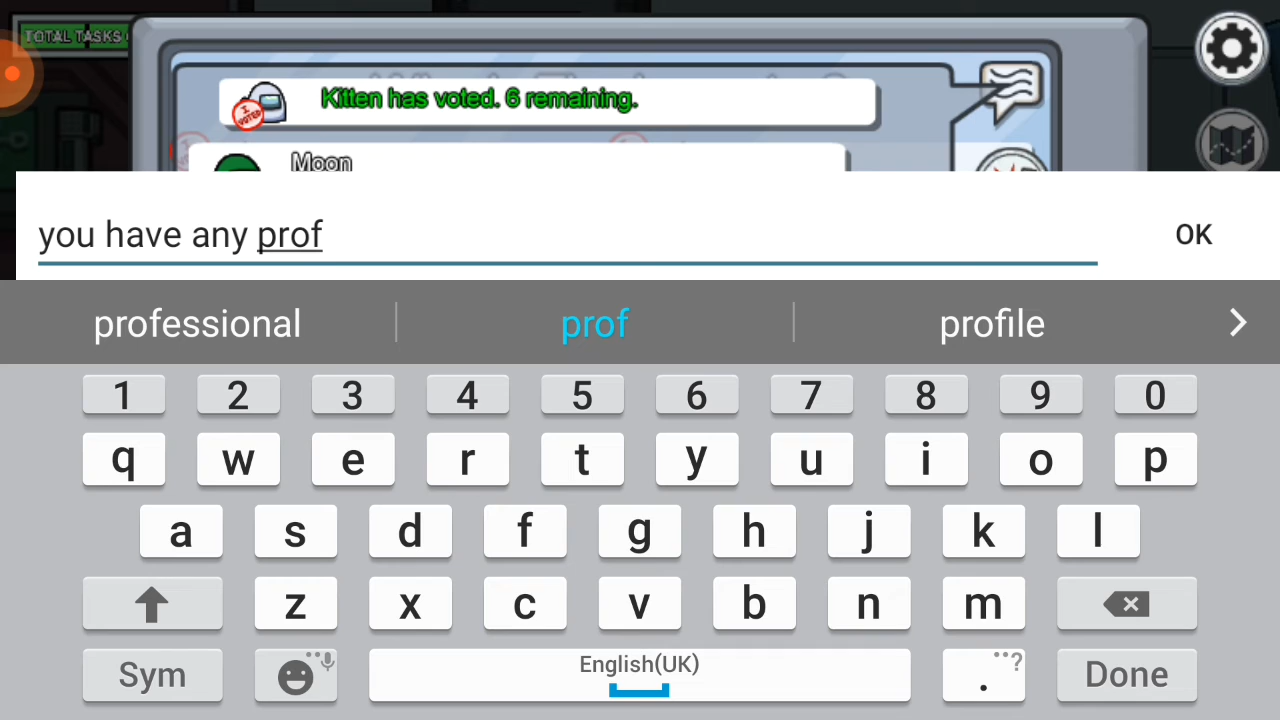 TOTAL TASKS
Kitten has voted. 6 remaining.
I VOTED
Moon
you have any prof
OK
professional prof profile
1 2 3 4 5 6 7 8 9 0
q w e r t y u i o p
a s d f g h j k l
z x c v b n m
Sym English(UK) . ? Done